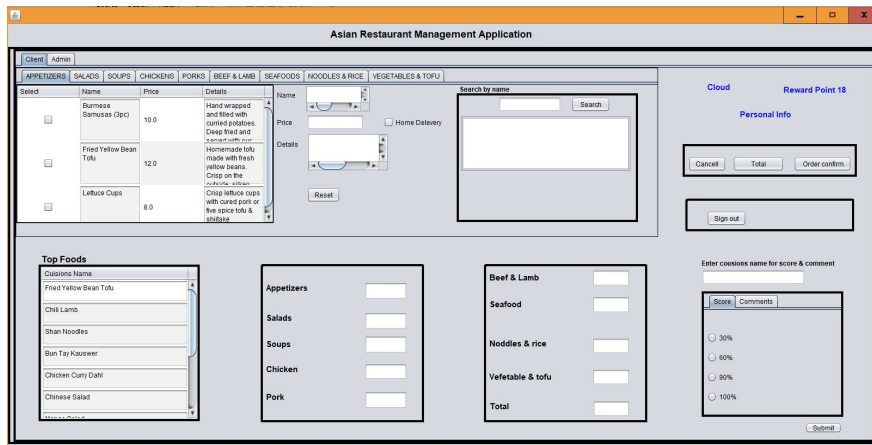 Asian Restaurant Management Application
Client Admin
APPETIZERS SALADS SOUPS CHICKENS PORKS BEEF & LAMB SEAFOODS NOODLES & RICE VEGETABLES & TOFU
Select Name Price Details
Burmese Samusas (3pc) 10.0 Hand wrapped
and filled with
curried potatoes.
Deep fried and
served with our
Fried Yellow Bean Tofu 12.0 Homemade tofu
made with fresh
yellow beans.
Crisp on the
outside, silken
Lettuce Cups 8.0 Crisp lettuce cups
with cured pork or
five spice tofu &
shiitake
Name
Price
Home Delevery
Details
Reset
Search by name
Search
Cloud Reward Point 18
Personal Info
Cancell Total Order confirm
Sign out
Top Foods
Cuisions Name
Fried Yellow Bean Tofu
Chili Lamb
Shan Noodles
Bun Tay Kauswer
Chicken Curry Dahl
Chinese Salad
Mango Salad
Appetizers
Salads
Soups
Chicken
Pork
Beef & Lamb
Seafood
Noddles & rice
Vefetable & tofu
Total
Enter cousions name for score & comment
Score Comments
30%
60%
90%
100%
Submit